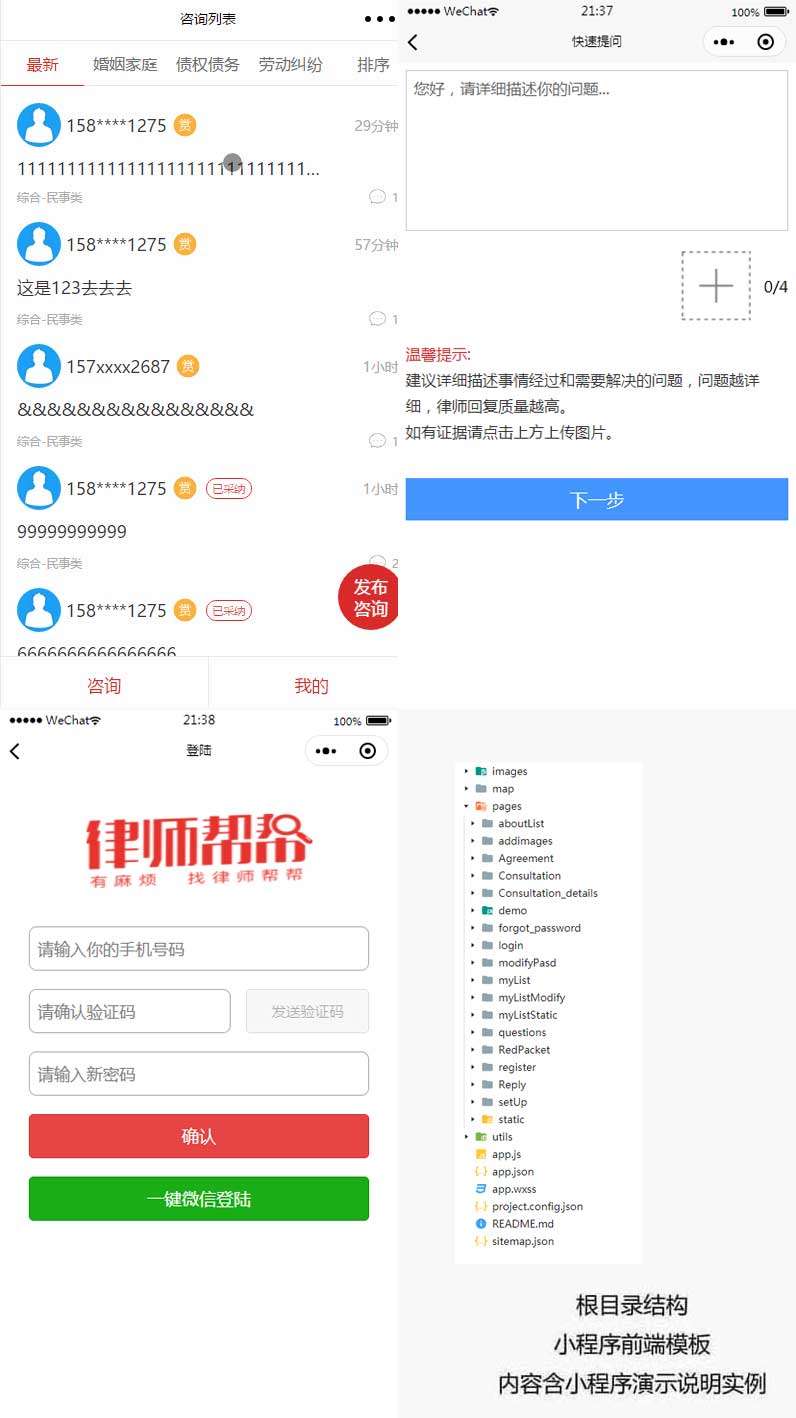 咨询列表
最新 婚姻家庭 债权债务 劳动纠纷 排序
158****1275 赏 29分钟
11111111111111111111111111111...
综合-民事类 1
158****1275 赏 57分钟
这是123去去去
综合-民事类 1
157xxxx2687 赏 1小时
&&&&&&&&&&&&&&&&
综合-民事类 1
158****1275 赏 已采纳 1小时
99999999999
综合-民事类 2
158****1275 赏 已采纳
6666666666666666
发布
咨询
咨询 我的
WeChat 21:37 100%
快速提问
您好，请详细描述你的问题...
0/4
温馨提示:
建议详细描述事情经过和需要解决的问题，问题越详
细，律师回复质量越高。
如有证据请点击上方上传图片。
下一步
WeChat 21:38 100%
登陆
律师帮帮
有麻烦 找律师帮帮
请输入你的手机号码
请确认验证码 发送验证码
请输入新密码
确认
一键微信登陆
images
map
pages
aboutList
addimages
Agreement
Consultation
Consultation_details
demo
forgot_password
login
modifyPasd
myList
myListModify
myListStatic
questions
RedPacket
register
Reply
setUp
static
utils
app.js
app.json
app.wxss
project.config.json
README.md
sitemap.json
根目录结构
小程序前端模板
内容含小程序演示说明实例